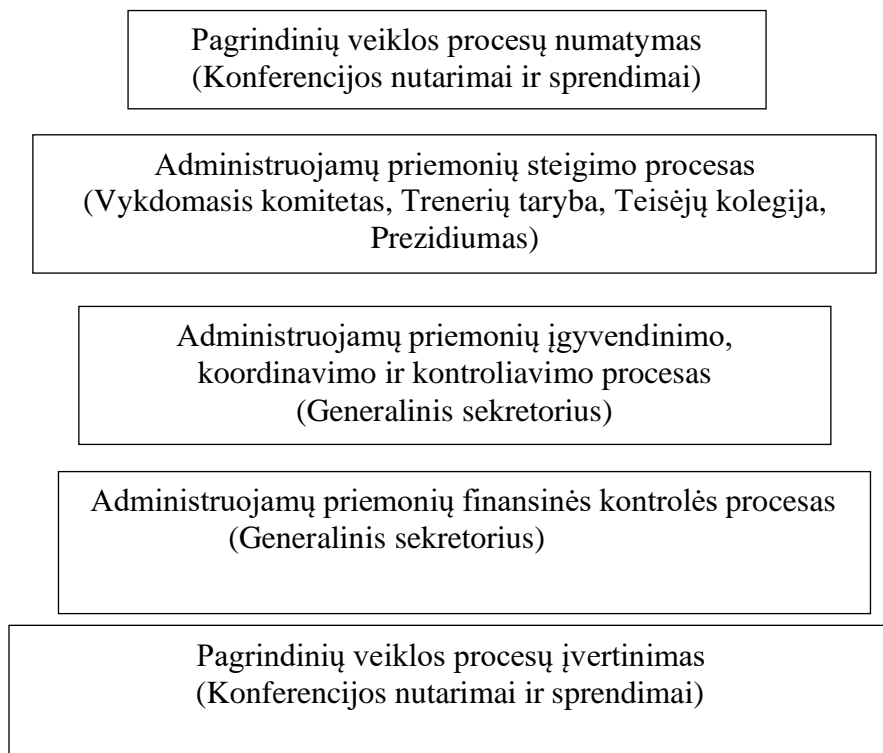 Pagrindinių veiklos procesų numatymas
(Konferencijos nutarimai ir sprendimai)
Administruojamų priemonių steigimo procesas
(Vykdomasis komitetas, Trenerių taryba, Teisėjų kolegija,
Prezidiumas)
Administruojamų priemonių įgyvendinimo,
koordinavimo ir kontroliavimo procesas
(Generalinis sekretorius)
Administruojamų priemonių finansinės kontrolės procesas
(Generalinis sekretorius)
Pagrindinių veiklos procesų įvertinimas
(Konferencijos nutarimai ir sprendimai)